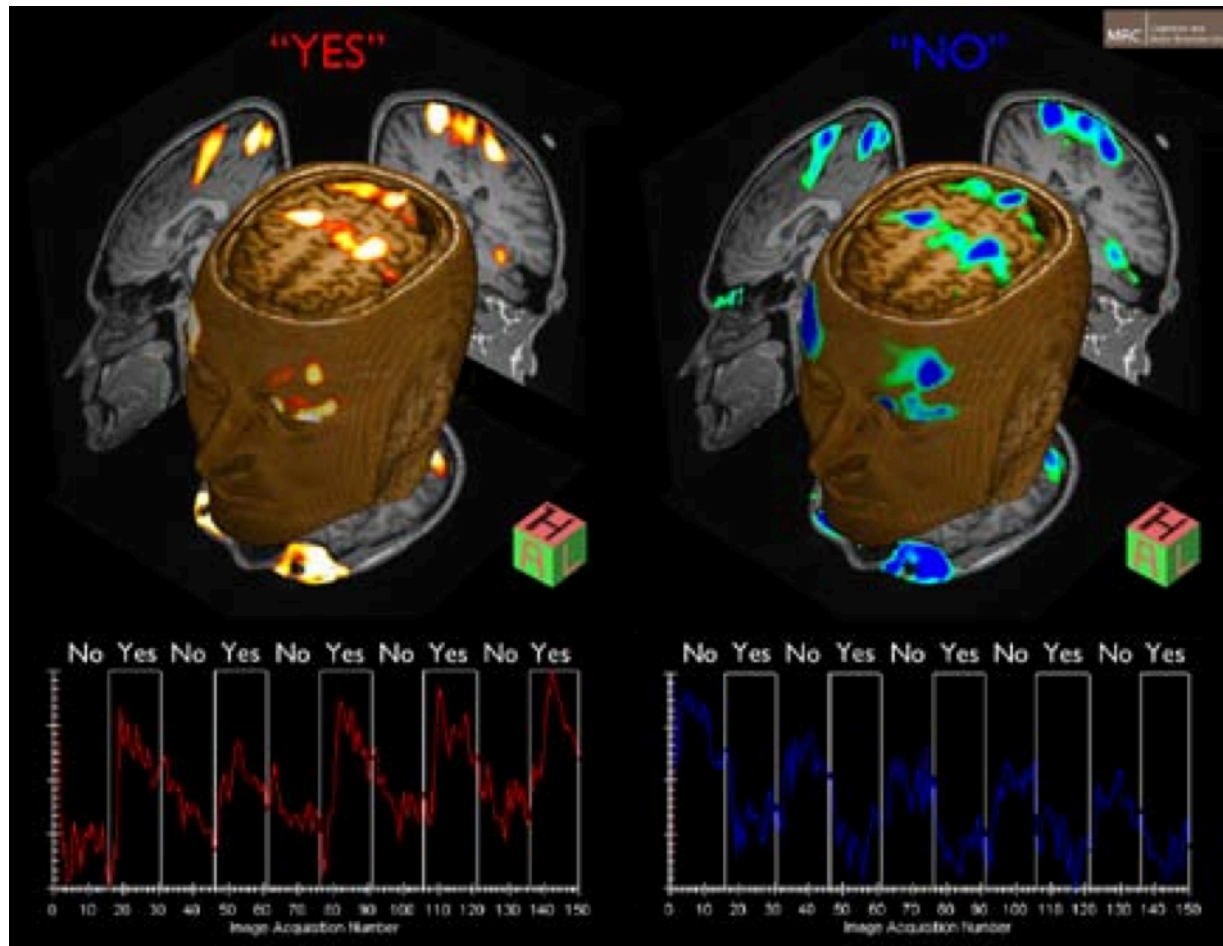 “YES”
“NO”
MRC
H
A L
H
A L
No Yes No Yes No Yes No Yes No Yes
0 10 20 30 40 50 60 70 80 90 100 110 120 130 140 150
Image Acquisition Number
No Yes No Yes No Yes No Yes No Yes
0 10 20 30 40 50 60 70 80 90 100 110 120 130 140 150
Image Acquisition Number